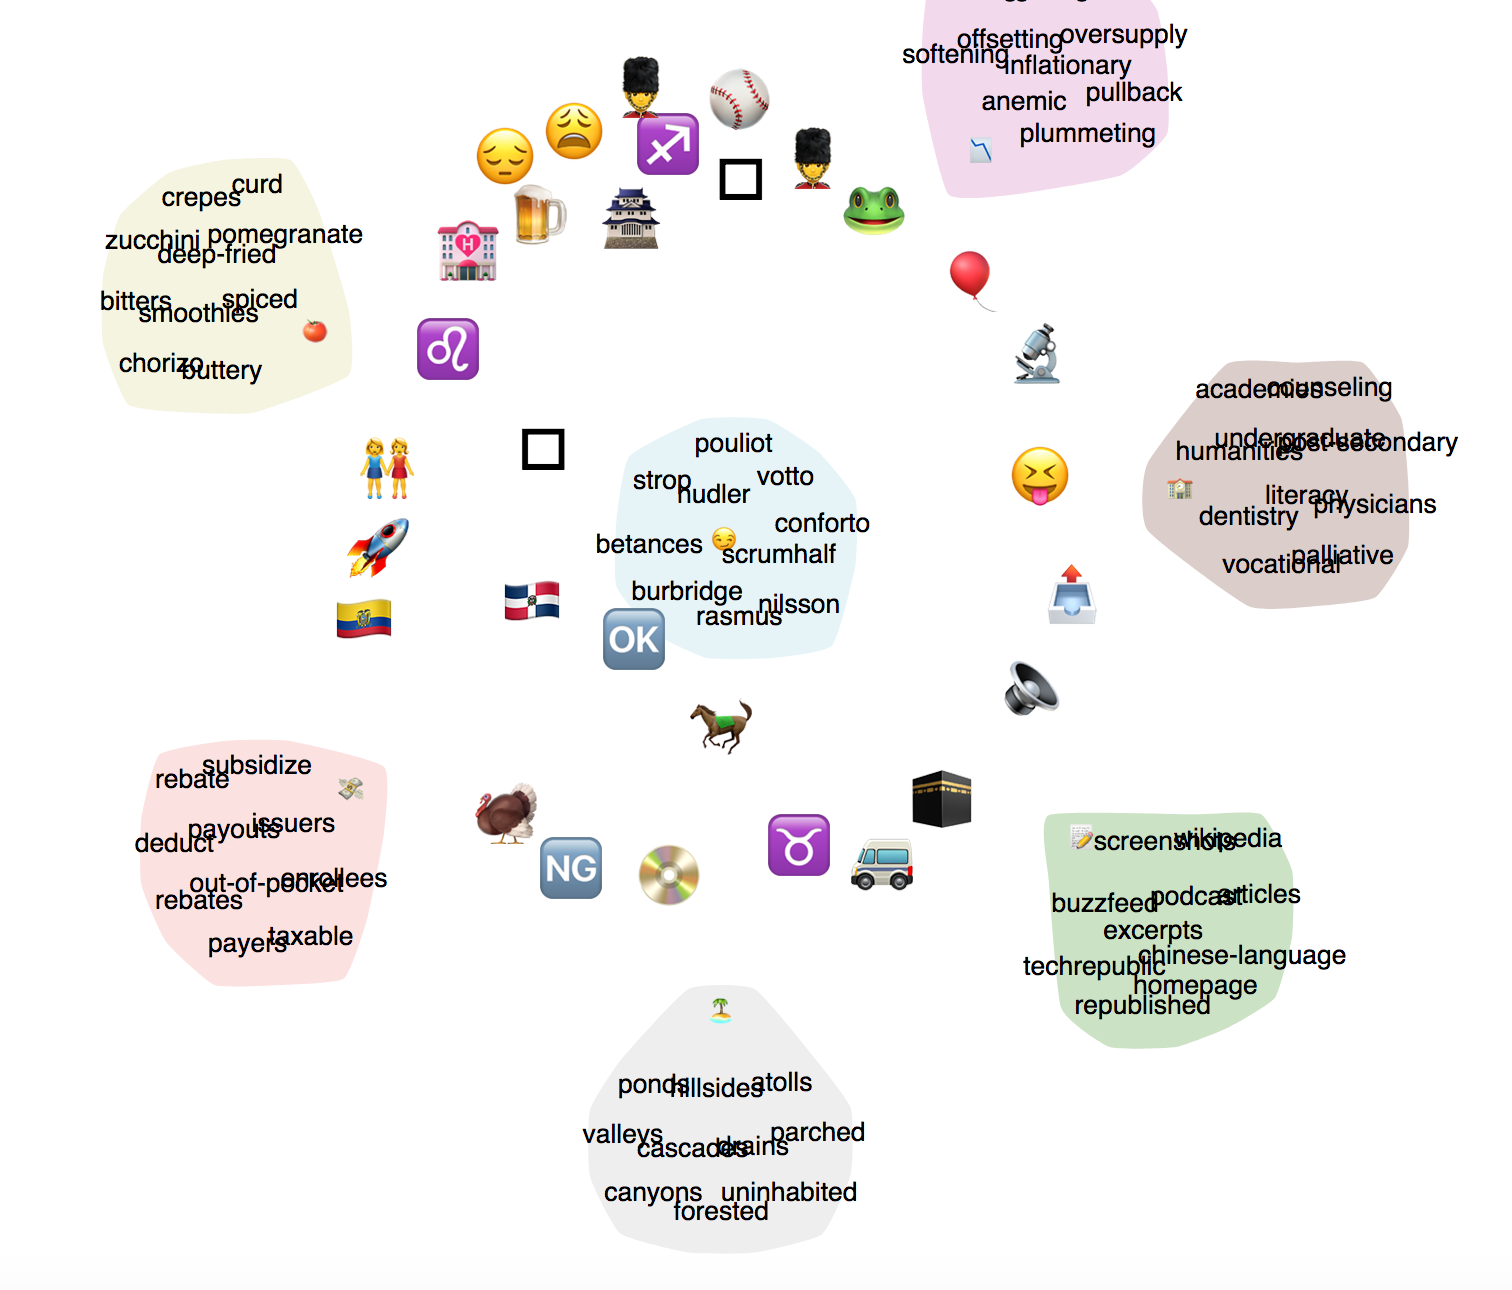 offsetting
oversupply
softening
inflationary
anemic
pullback
plummeting
curd
crepes
zucchini
pomegranate
deep-fried
bitters
spiced
smoothies
chorizo
buttery
pouliot
strop
votto
nudler
conforto
betances
scrumhalf
burbridge
nilsson
rasmus
OK
academies
counseling
undergraduate
post-secondary
humanities
literacy
physicians
dentistry
palliative
vocational
subsidize
rebate
issuers
payouts
deduct
out-of-pocket
enrollees
rebates
taxable
payers
NG
screenshots
wikipedia
buzzfeed
podcast
articles
excerpts
chinese-language
techrepublic
homepage
republished
ponds
hillsides
atolls
valleys
cascades
drains
parched
canyons
uninhabited
forested